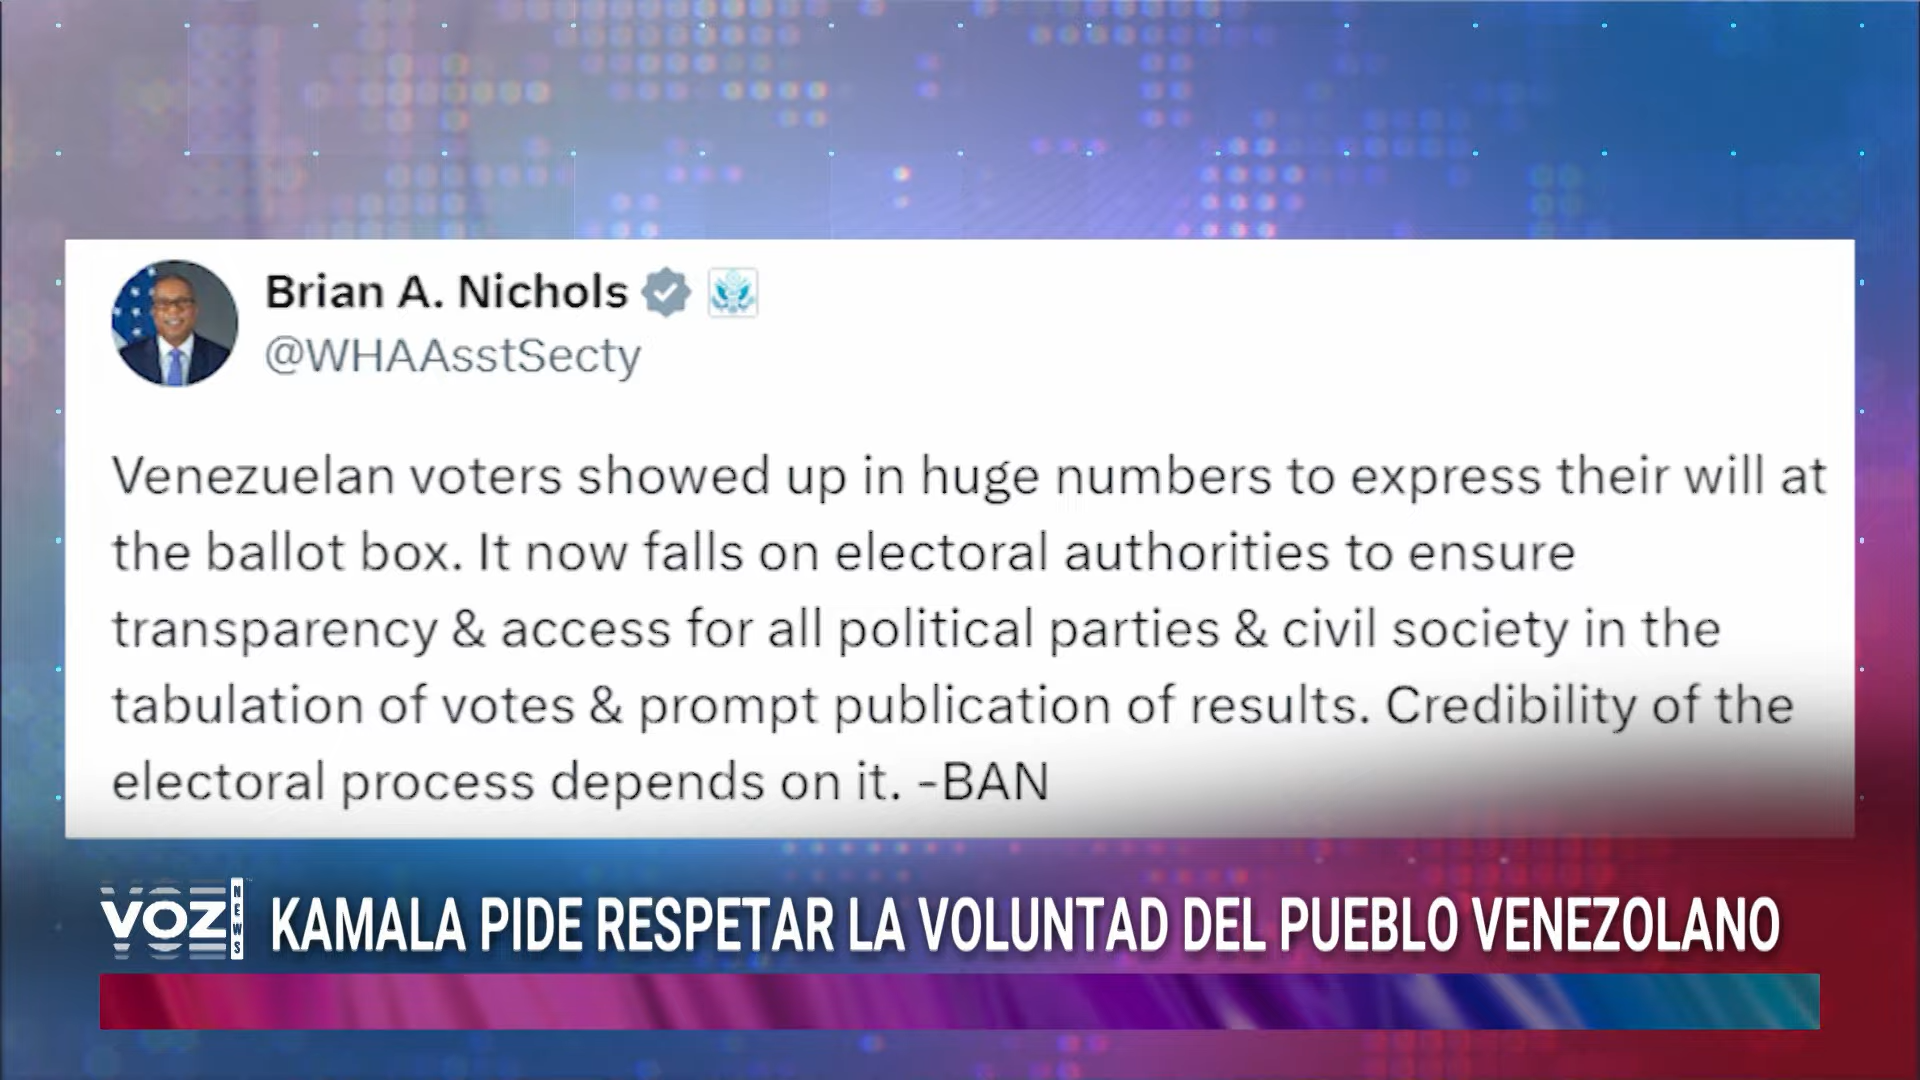 Brian A. Nichols
@WHAAsstSecty
Venezuelan voters showed up in huge numbers to express their will at
the ballot box. It now falls on electoral authorities to ensure
transparency & access for all political parties & civil society in the
tabulation of votes & prompt publication of results. Credibility of the
electoral process depends on it. -BAN
VOZ NEWS
KAMALA PIDE RESPETAR LA VOLUNTAD DEL PUEBLO VENEZOLANO